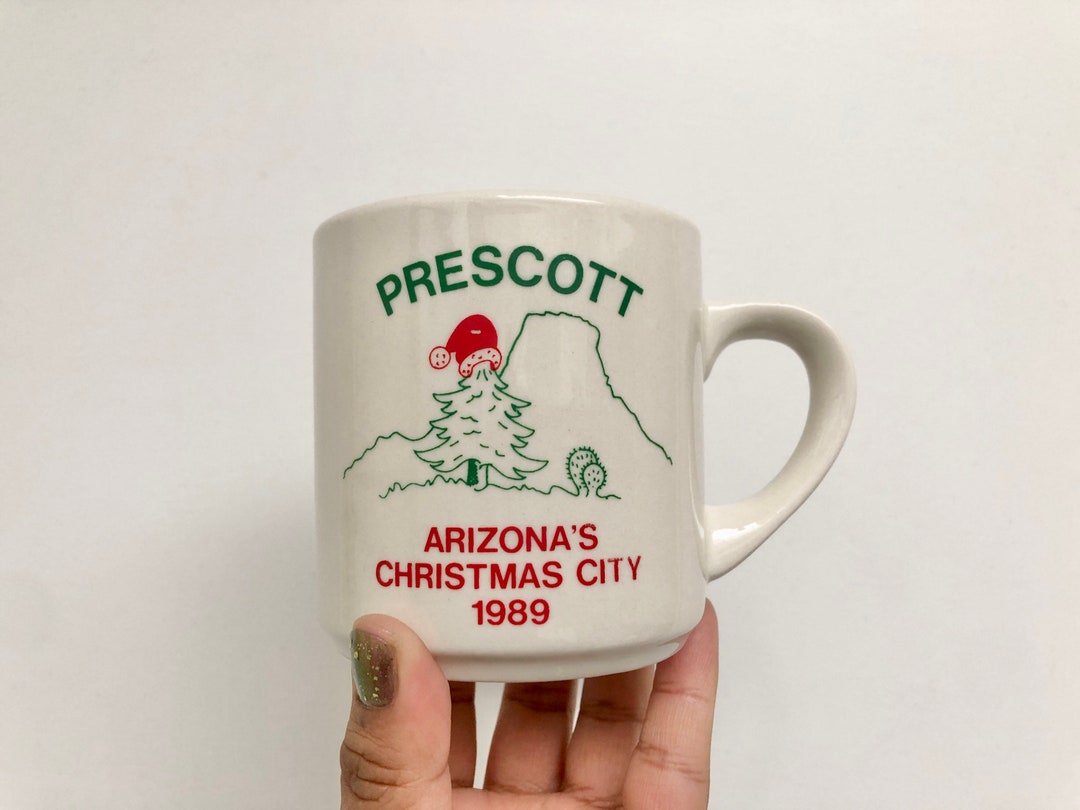 PRESCOTT
ARIZONA'S
CHRISTMAS CITY
1989